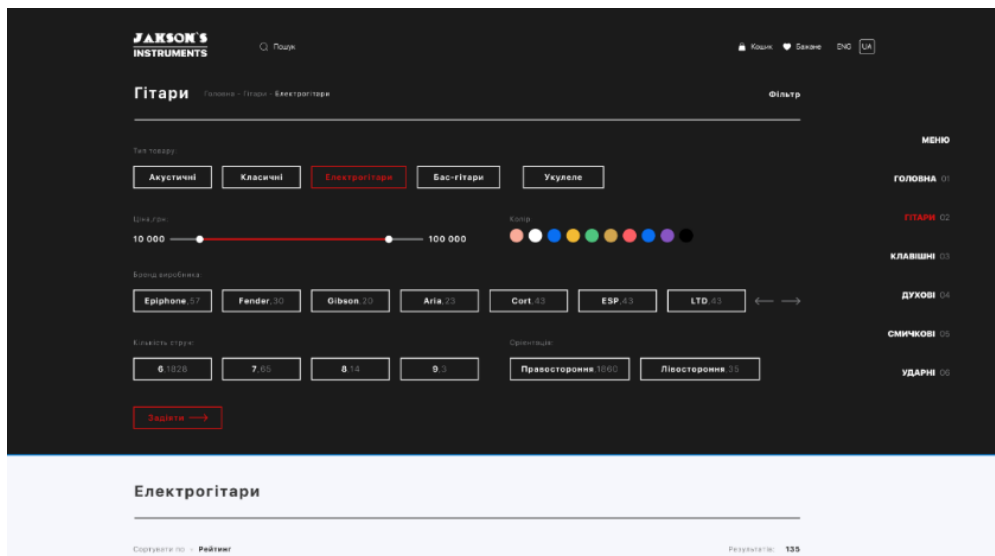 JAKSON'S
INSTRUMENTS
Пошук
Кошик Бажане ENG UA
Гітари Головна - Гітари - Електрогітари Фільтр
МЕНЮ
Тип товару:
Акустичні Класичні Електрогітари Бас-гітари Укулеле
ГОЛОВНА 01
Ціна,грн: Колір
ГІТАРИ 02
10 000 100 000
КЛАВІШНІ 03
Бренд виробника:
Epiphone,57 Fender,30 Gibson,20 Aria,23 Cort,43 ESP,43 LTD,43
ДУХОВІ 04
СМИЧКОВІ 05
Кількість струн: Орієнтація:
6,1828 7,65 8,14 9,3 Правостороння,1860 Лівостороння,35
УДАРНІ 06
Задіяти
Електрогітари
Сортувати по - Рейтинг Результатів: 135